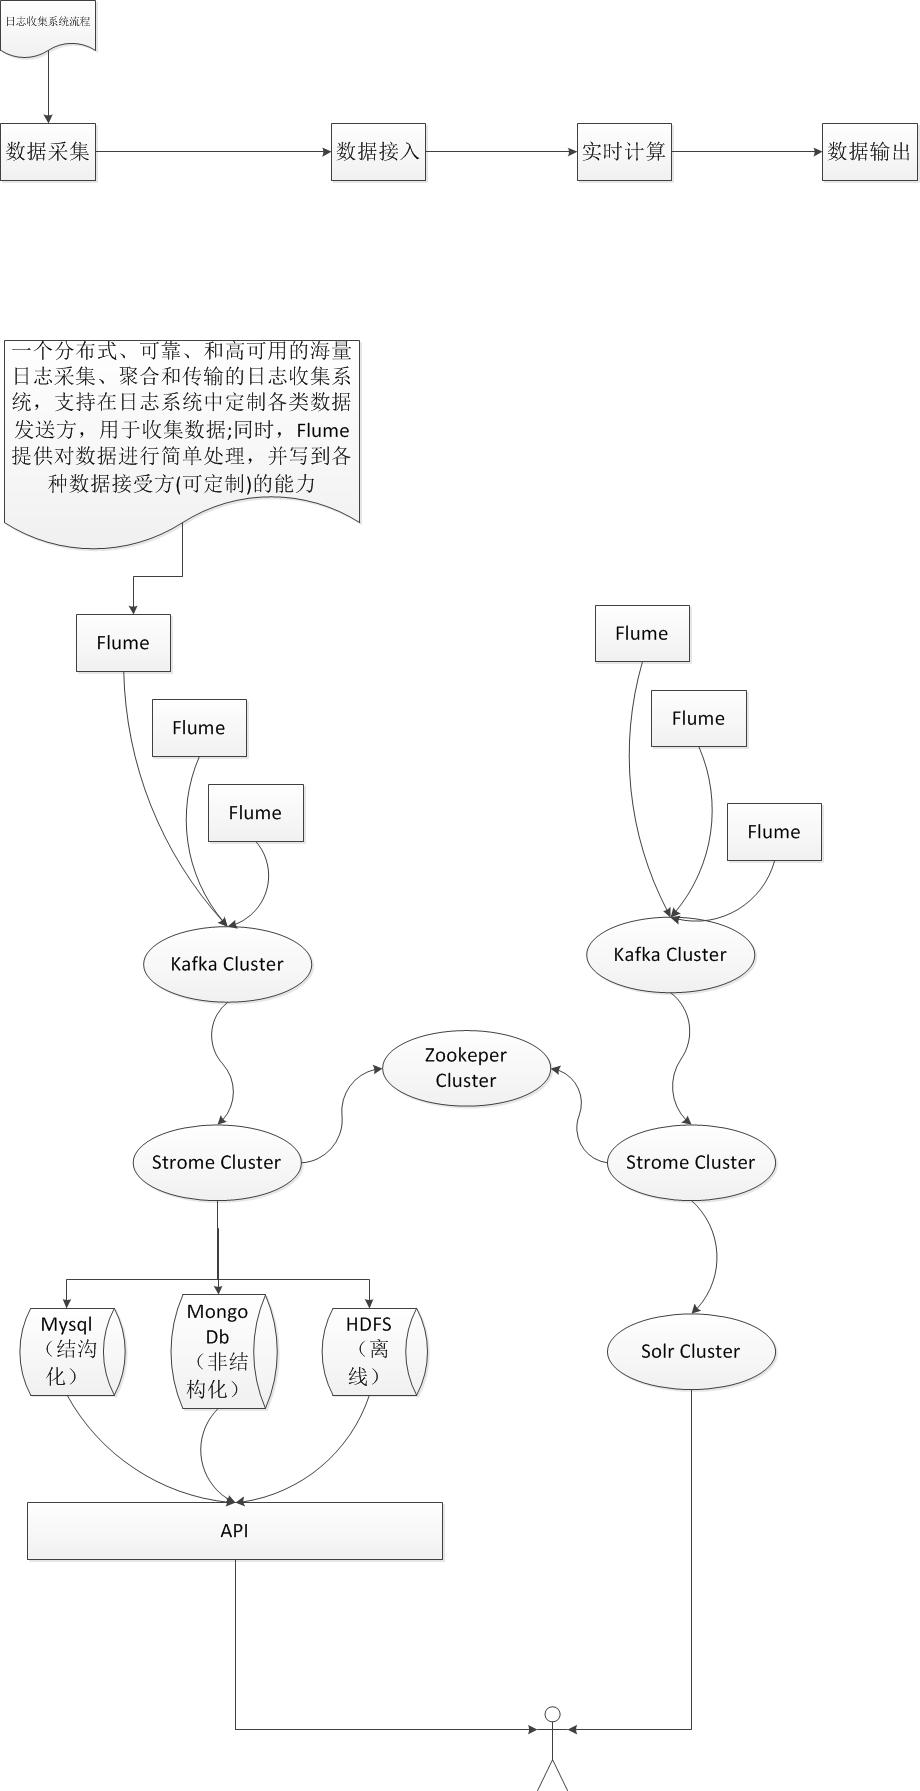 日志收集系统流程
数据采集
数据接入
实时计算
数据输出
一个分布式、可靠、和高可用的海量
日志采集、聚合和传输的日志收集系
统，支持在日志系统中定制各类数据
发送方，用于收集数据;同时，Flume
提供对数据进行简单处理，并写到各
种数据接受方(可定制)的能力
Flume
Flume
Flume
Flume
Flume
Flume
Kafka Cluster
Kafka Cluster
Zookeper
Cluster
Strome Cluster
Strome Cluster
Mysql
（结沟
化）
Mongo
Db
（非结
构化）
HDFS
（离
线）
Solr Cluster
API